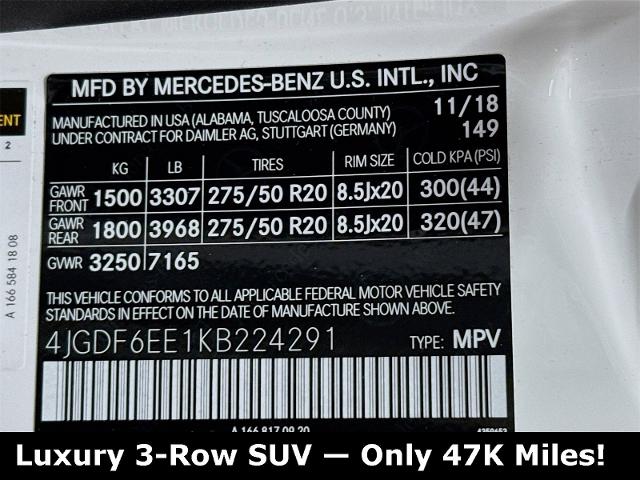 MFD BY MERCEDES-BENZ U.S. INTL., INC
MANUFACTURED IN USA (ALABAMA, TUSCALOOSA COUNTY) 11/18
UNDER CONTRACT FOR DAIMLER AG, STUTTGART (GERMANY) 149
KG LB TIRES RIM SIZE COLD KPA (PSI)
GAWR FRONT 1500 3307 275/50 R20 8.5Jx20 300(44)
GAWR REAR 1800 3968 275/50 R20 8.5Jx20 320(47)
GVWR 3250 7165
THIS VEHICLE CONFORMS TO ALL APPLICABLE FEDERAL MOTOR VEHICLE SAFETY
STANDARDS IN EFFECT ON THE DATE OF MANUFACTURE SHOWN ABOVE.
4JGDF6EE1KB224291 TYPE: MPV
A 166 817 09 20
A 166 584 18 08
2
Luxury 3-Row SUV — Only 47K Miles!